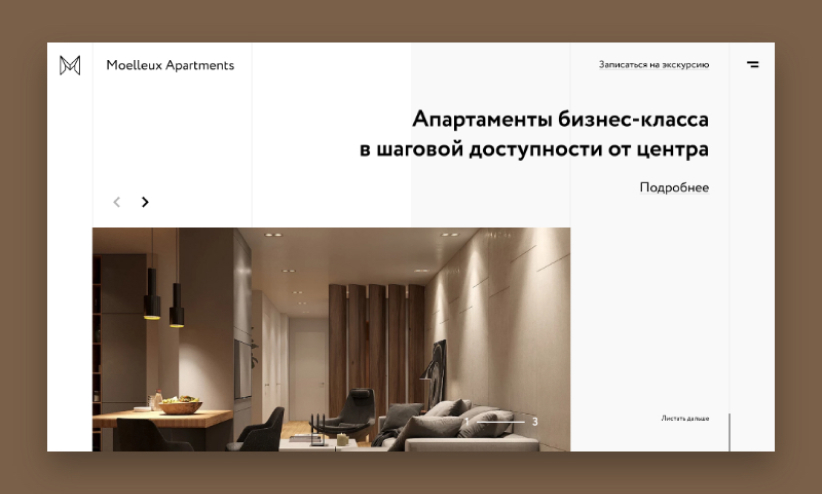 Moelleux Apartments
Записаться на экскурсию
Апартаменты бизнес-класса
в шаговой доступности от центра
Подробнее
1
3
Листать дальше